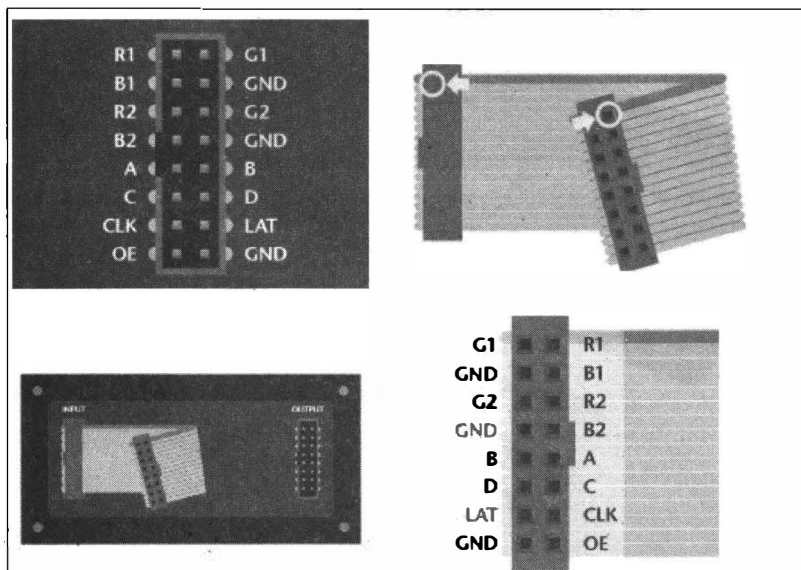 R1 G1
B1 GND
R2 G2
B2 GND
A B
C D
CLK LAT
OE GND
INPUT OUTPUT
G1 R1
GND B1
G2 R2
GND B2
B A
D C
LAT CLK
GND OE